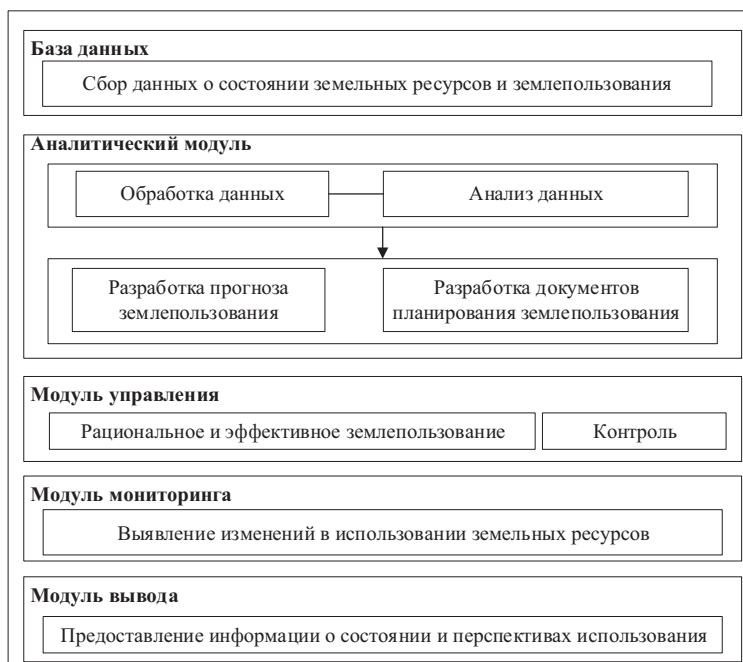 База данных
Сбор данных о состоянии земельных ресурсов и землепользования
Аналитический модуль
Обработка данных
Анализ данных
Разработка прогноза
землепользования
Разработка документов
планирования землепользования
Модуль управления
Рациональное и эффективное землепользование
Контроль
Модуль мониторинга
Выявление изменений в использовании земельных ресурсов
Модуль вывода
Предоставление информации о состоянии и перспективах использования